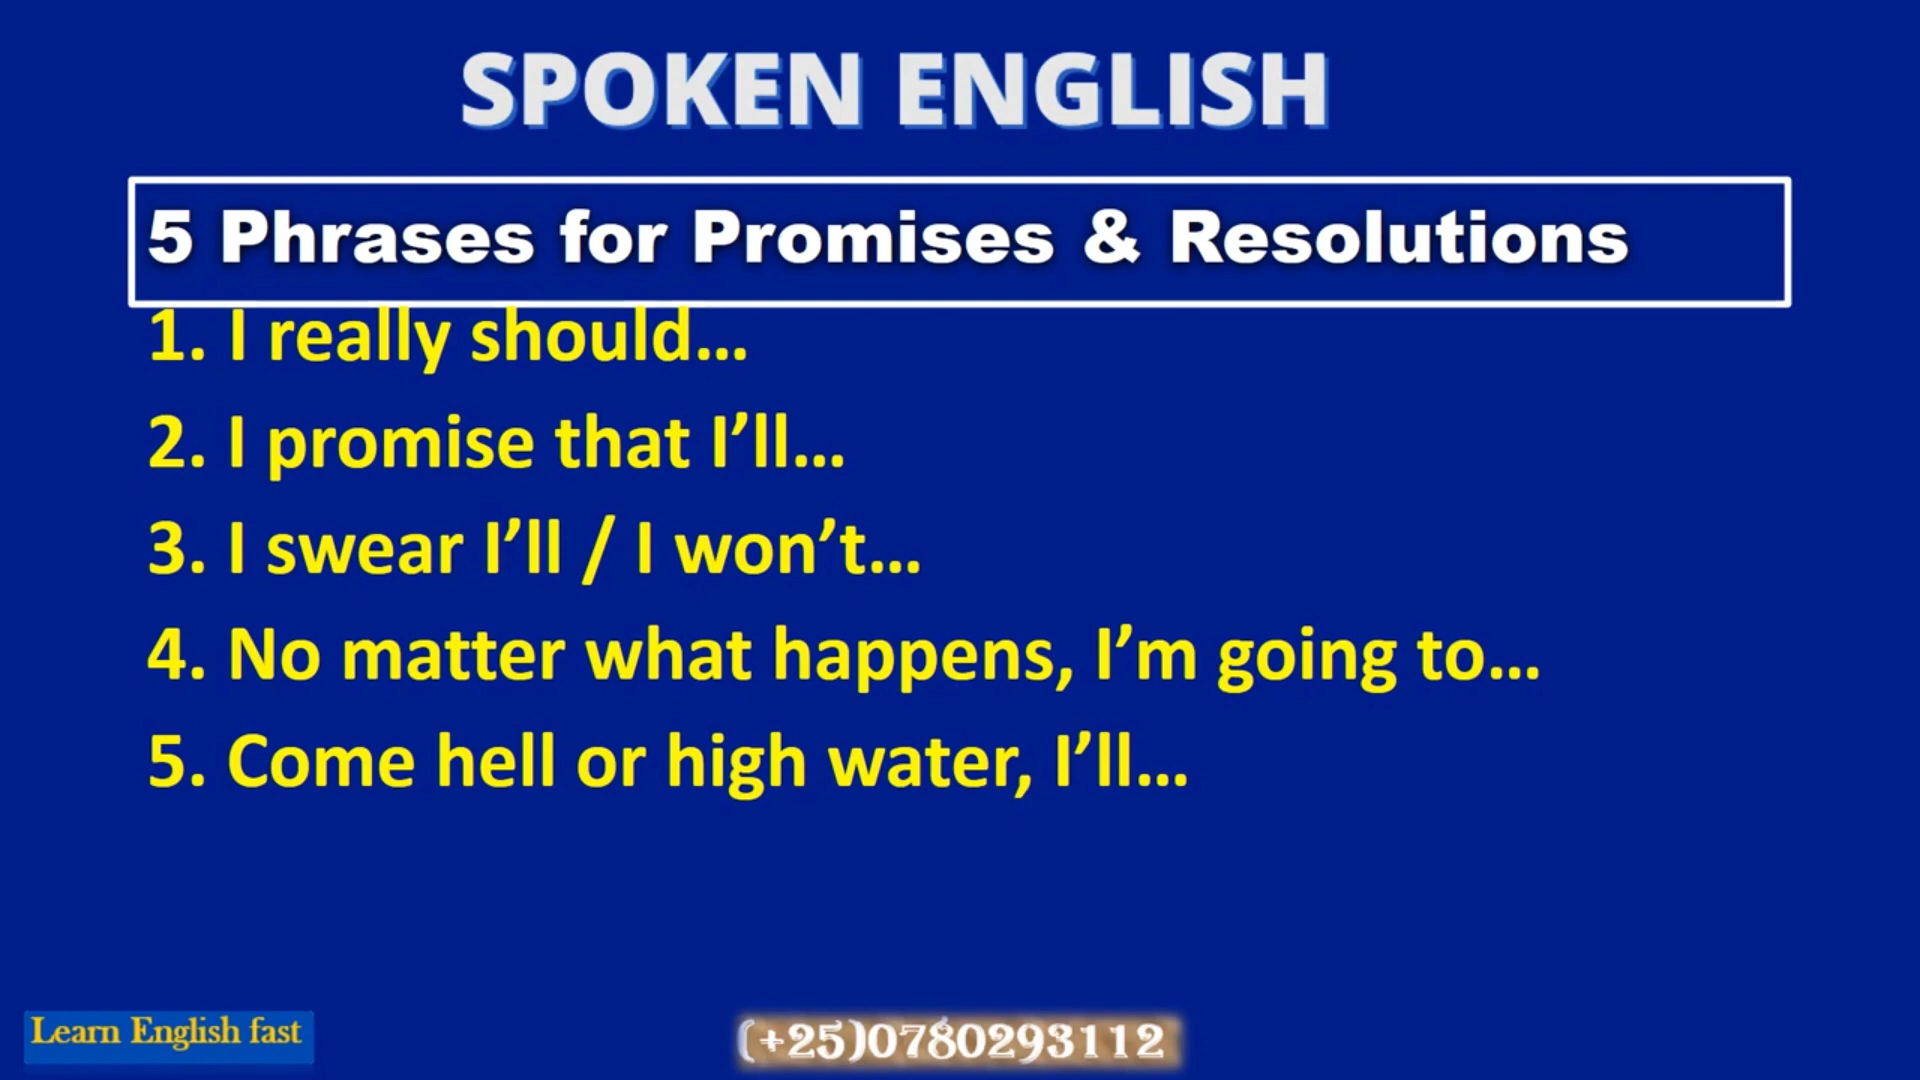 SPOKEN ENGLISH
5 Phrases for Promises & Resolutions
1. I really should...
2. I promise that I’ll...
3. I swear I’ll / I won’t...
4. No matter what happens, I’m going to...
5. Come hell or high water, I’ll...
Learn English fast
(+25)0780293112